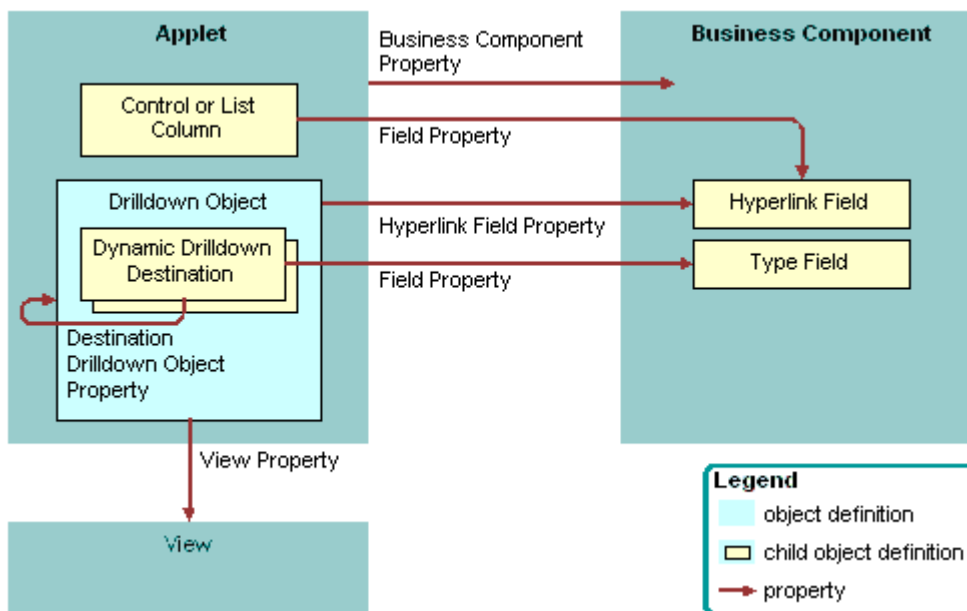 Applet
Business Component
Property
Business Component
Control or List
Column
Field Property
Drilldown Object
Hyperlink Field
Hyperlink Field Property
Dynamic Drilldown
Destination
Type Field
Field Property
Destination
Drilldown Object
Property
View Property
View
Legend
object definition
child object definition
property